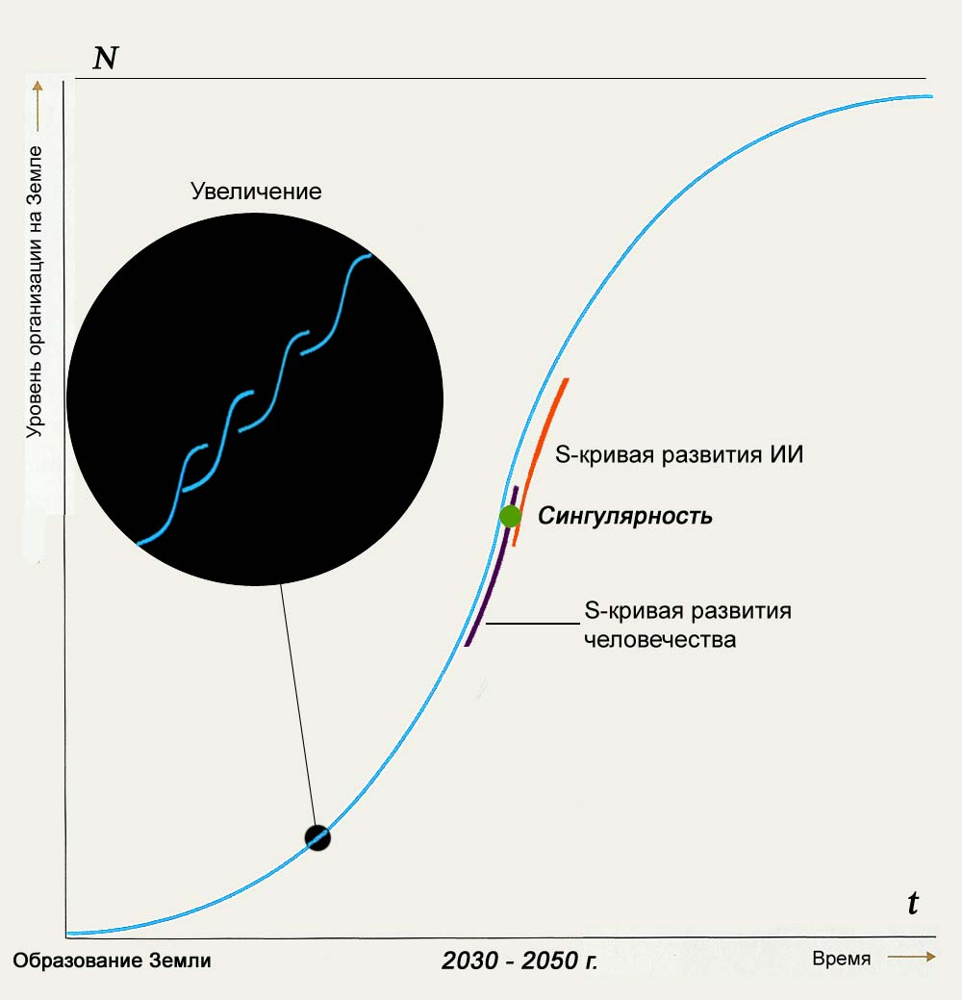 N
Уровень организации на Земле
Увеличение
S-кривая развития ИИ
Сингулярность
S-кривая развития
человечества
t
Образование Земли
2030 - 2050 г.
Время